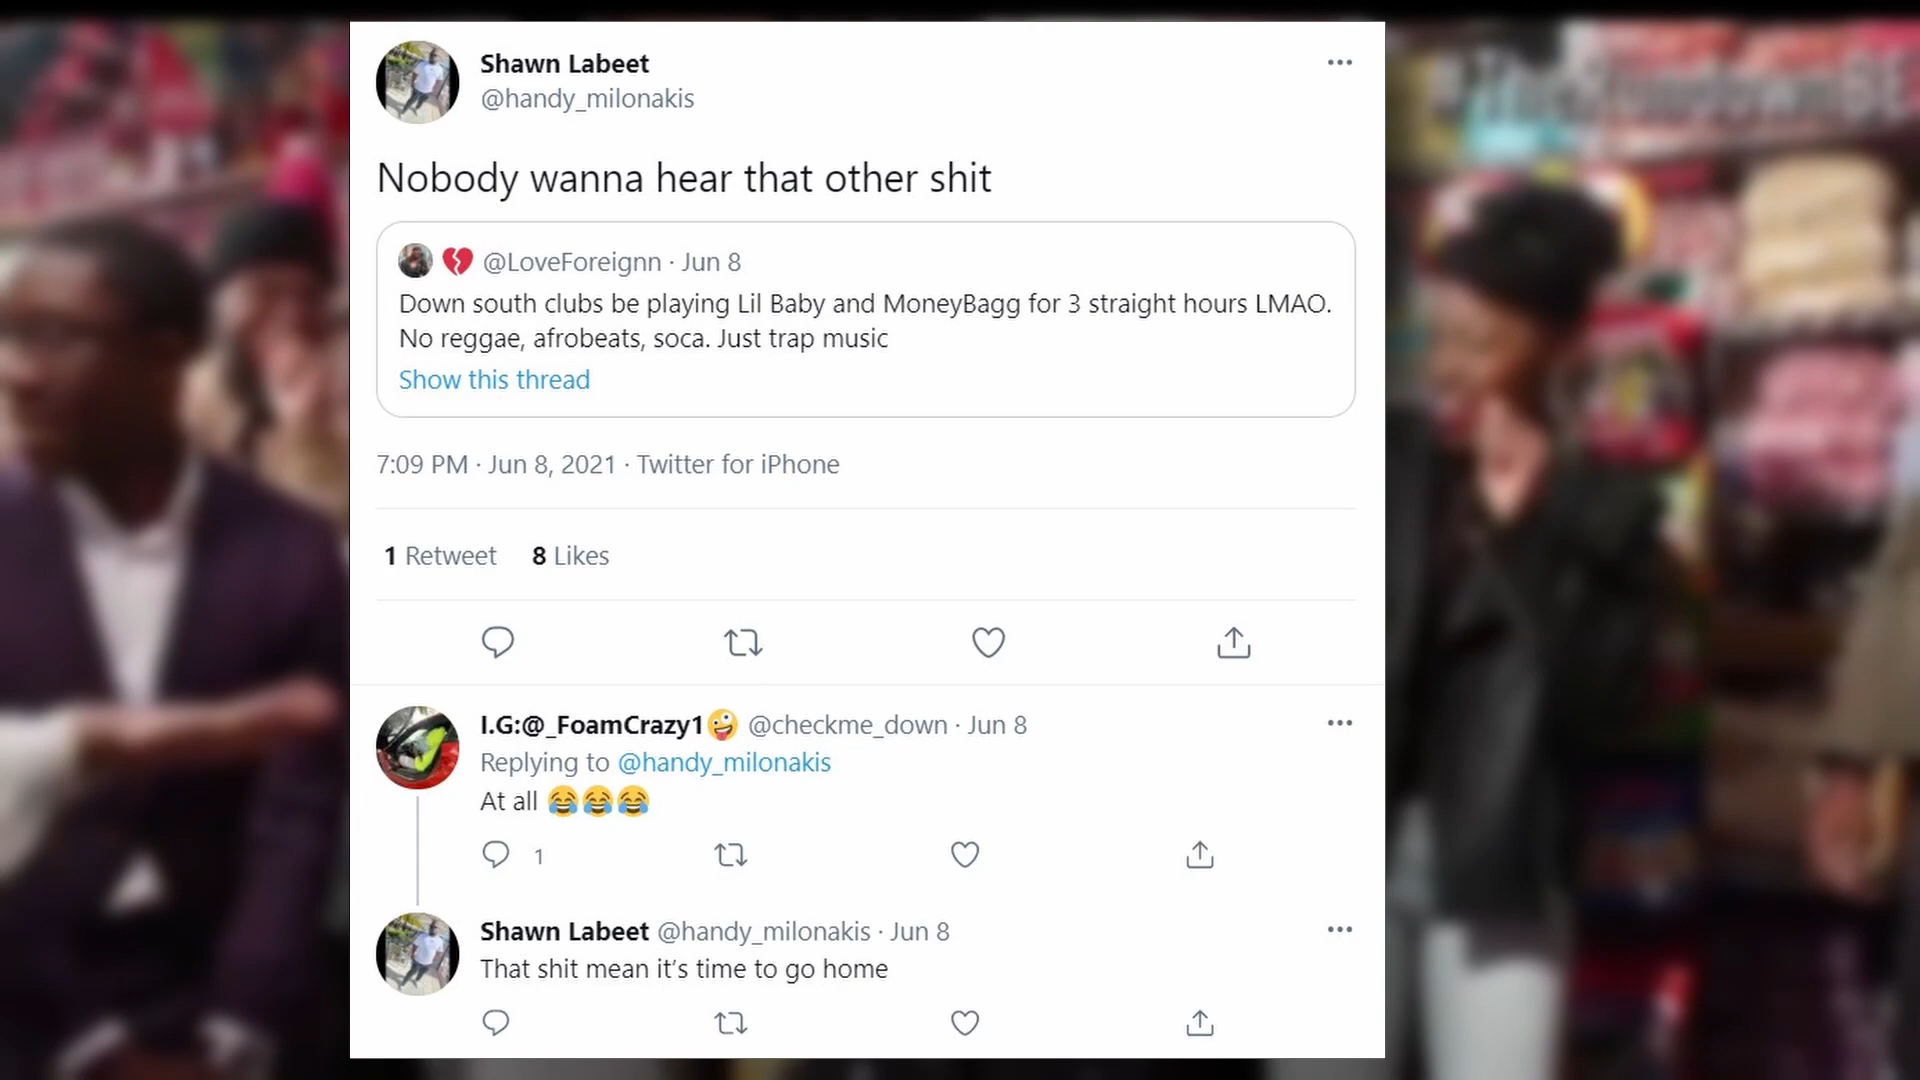 Shawn Labeet
@handy_milonakis
Nobody wanna hear that other shit
💔 @LoveForeignn · Jun 8
Down south clubs be playing Lil Baby and MoneyBagg for 3 straight hours LMAO.
No reggae, afrobeats, soca. Just trap music
Show this thread
7:09 PM · Jun 8, 2021 · Twitter for iPhone
1 Retweet 8 Likes
I.G:@_FoamCrazy1🤪 @checkme_down · Jun 8
Replying to @handy_milonakis
At all 😂😂😂
1
Shawn Labeet @handy_milonakis · Jun 8
That shit mean it's time to go home